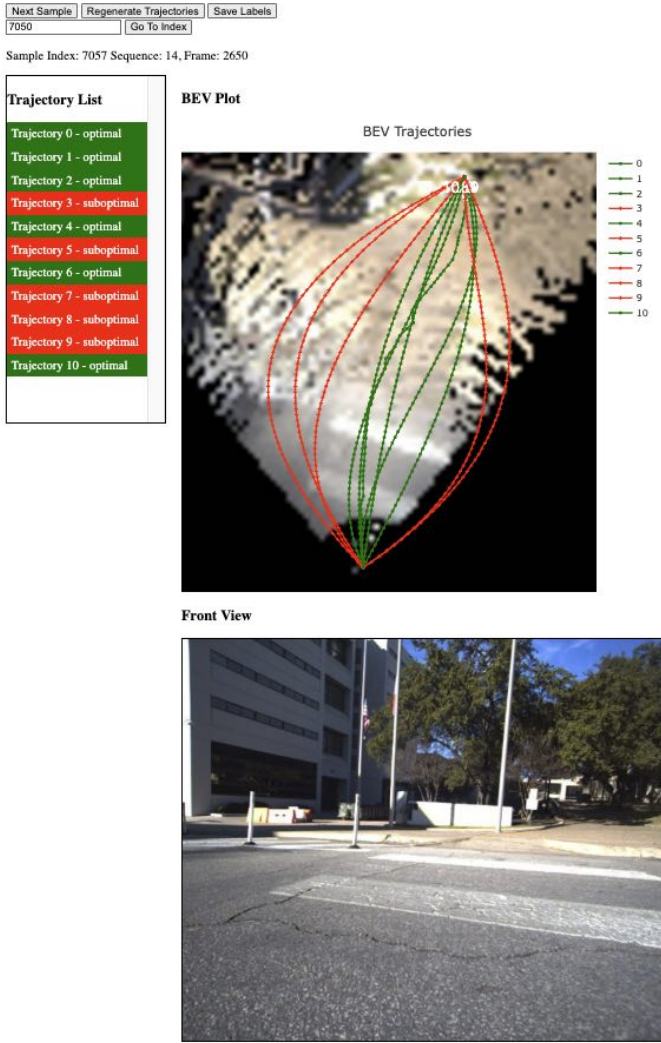 Next Sample Regenerate Trajectories Save Labels
7050 Go To Index
Sample Index: 7057 Sequence: 14, Frame: 2650
Trajectory List
Trajectory 0 - optimal
Trajectory 1 - optimal
Trajectory 2 - optimal
Trajectory 3 - suboptimal
Trajectory 4 - optimal
Trajectory 5 - suboptimal
Trajectory 6 - optimal
Trajectory 7 - suboptimal
Trajectory 8 - suboptimal
Trajectory 9 - suboptimal
Trajectory 10 - optimal
BEV Plot
BEV Trajectories
0
1
2
3
4
5
6
7
8
9
10
Front View